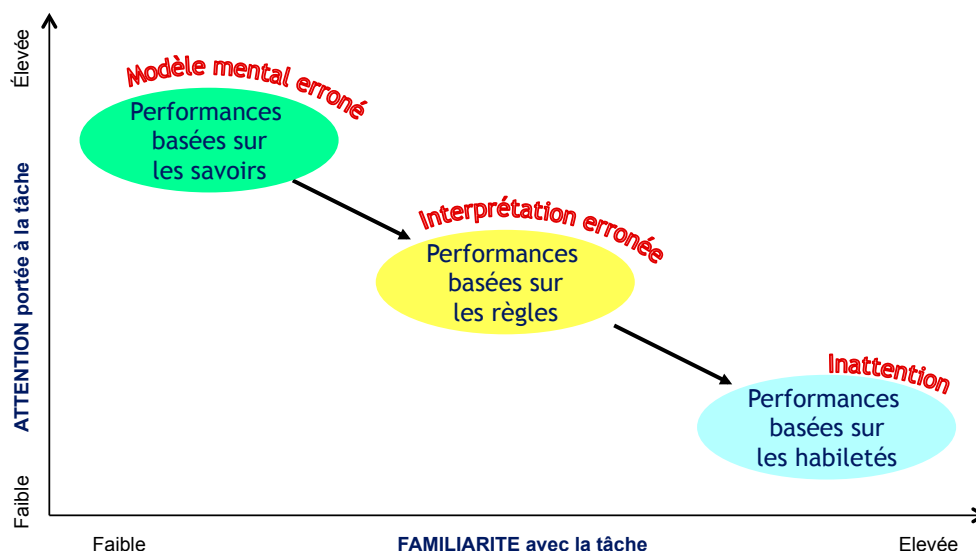 Élevée
Modèle mental erroné
Performances
basées sur
les savoirs
ATTENTION portée à la tâche
Interprétation erronée
Performances
basées sur
les règles
Inattention
Performances
basées sur
les habiletés
Faible
Faible
FAMILIARITE avec la tâche
Elevée